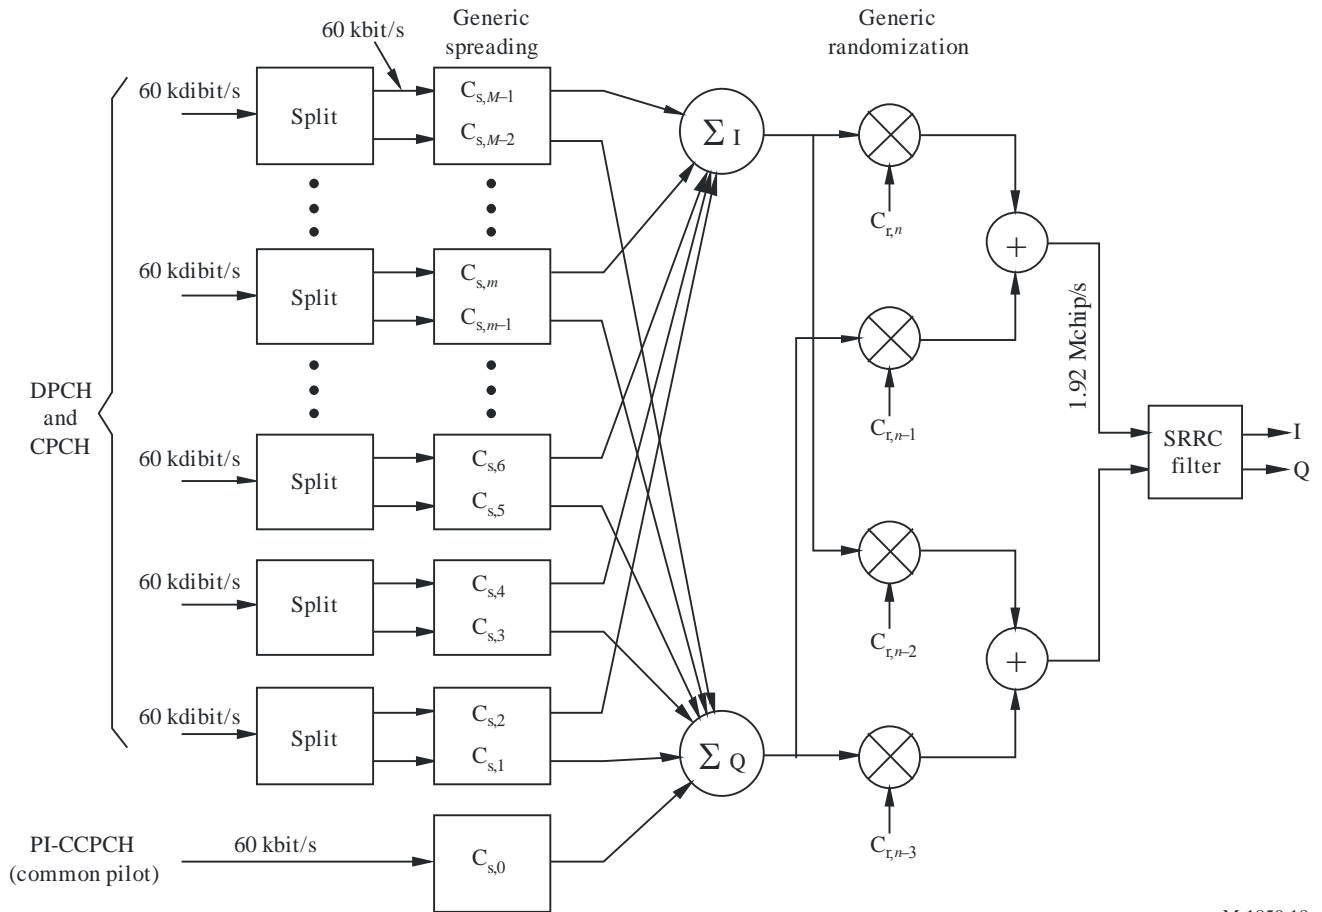 60 kbit/s
Generic
spreading
Generic
randomization
60 kdibit/s
Split
C_s,M–1
C_s,M–2
Σ I
C_r,n
+
60 kdibit/s
Split
C_s,m
C_s,m–1
C_r,n–1
1.92 Mchip/s
DPCH
and
CPCH
60 kdibit/s
Split
C_s,6
C_s,5
SRRC
filter
I
Q
60 kdibit/s
Split
C_s,4
C_s,3
C_r,n–2
+
60 kdibit/s
Split
C_s,2
C_s,1
Σ Q
C_r,n–3
PI-CCPCH
(common pilot)
60 kbit/s
C_s,0